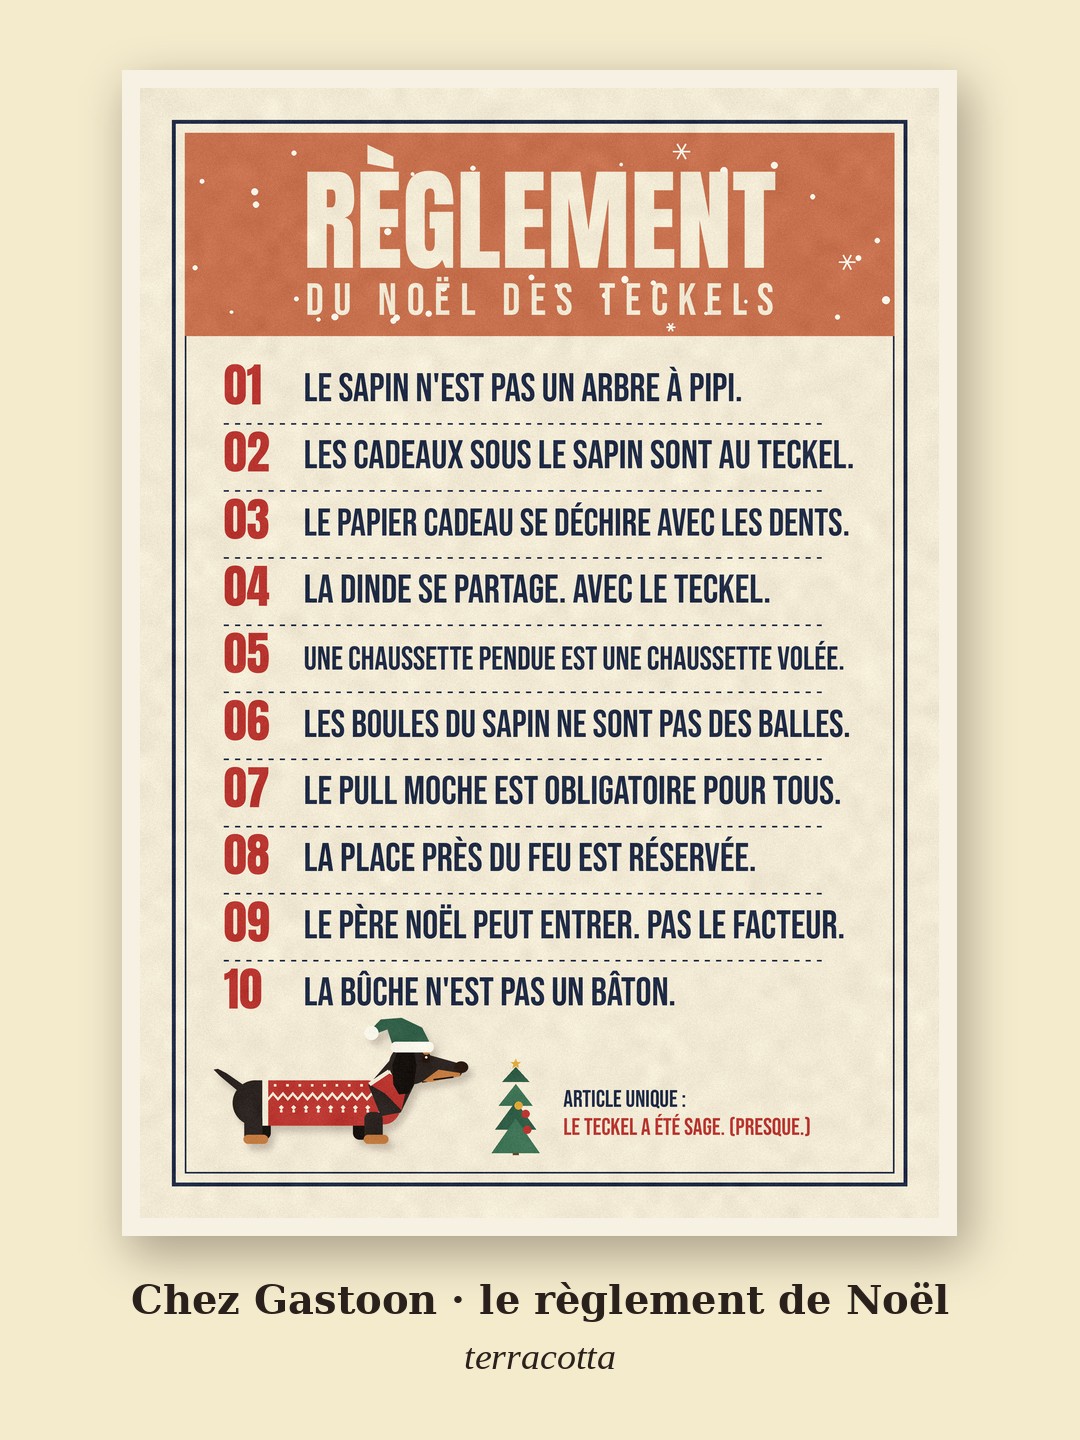 RÈGLEMENT
DU NOËL DES TECKELS
01 LE SAPIN N'EST PAS UN ARBRE À PIPI.
02 LES CADEAUX SOUS LE SAPIN SONT AU TECKEL.
03 LE PAPIER CADEAU SE DÉCHIRE AVEC LES DENTS.
04 LA DINDE SE PARTAGE. AVEC LE TECKEL.
05 UNE CHAUSSETTE PENDUE EST UNE CHAUSSETTE VOLÉE.
06 LES BOULES DU SAPIN NE SONT PAS DES BALLES.
07 LE PULL MOCHE EST OBLIGATOIRE POUR TOUS.
08 LA PLACE PRÈS DU FEU EST RÉSERVÉE.
09 LE PÈRE NOËL PEUT ENTRER. PAS LE FACTEUR.
10 LA BÛCHE N'EST PAS UN BÂTON.
ARTICLE UNIQUE :
LE TECKEL A ÉTÉ SAGE. (PRESQUE.)
Chez Gastoon · le règlement de Noël
terracotta